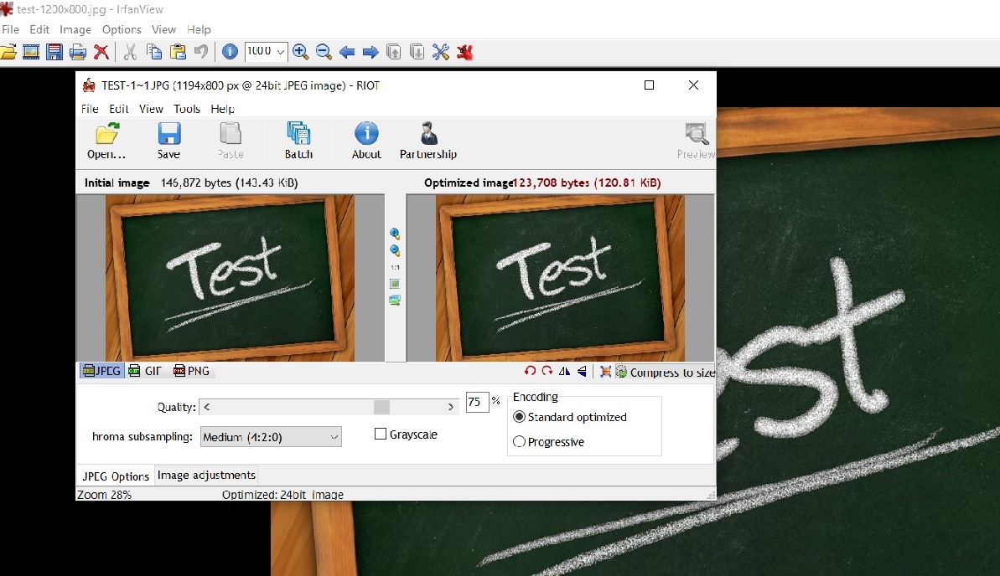 test-1200x800.jpg - IrfanView
File Edit Image Options View Help
100.0
TEST-1~1.JPG (1194x800 px @ 24bit JPEG image) - RIOT
File Edit View Tools Help
Open... Save Paste Batch About Partnership Preview
Initial image 146,872 bytes (143.43 KiB) Optimized image 123,708 bytes (120.81 KiB)
Test
1:1
Test
JPEG GIF PNG Compress to size
Quality: 75 %
hroma subsampling: Medium (4:2:0)
Grayscale
Encoding
Standard optimized
Progressive
JPEG Options Image adjustments
Zoom 28% Optimized: 24bit image
est